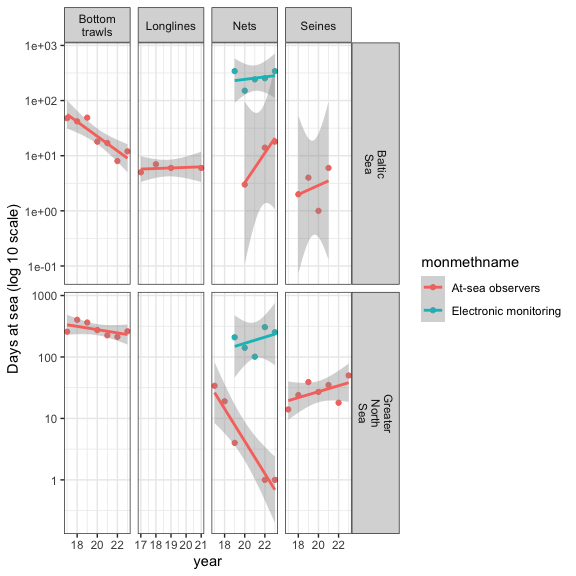 Bottom
trawls
Longlines
Nets
Seines
1e+03
1e+02
1e+01
1e+00
1e-01
Baltic
Sea
Days at sea (log 10 scale)
1000
100
10
1
Greater
North
Sea
18 20 22
17 18 19 20 21
18 20 22
18 20 22
year
monmethname
At-sea observers
Electronic monitoring